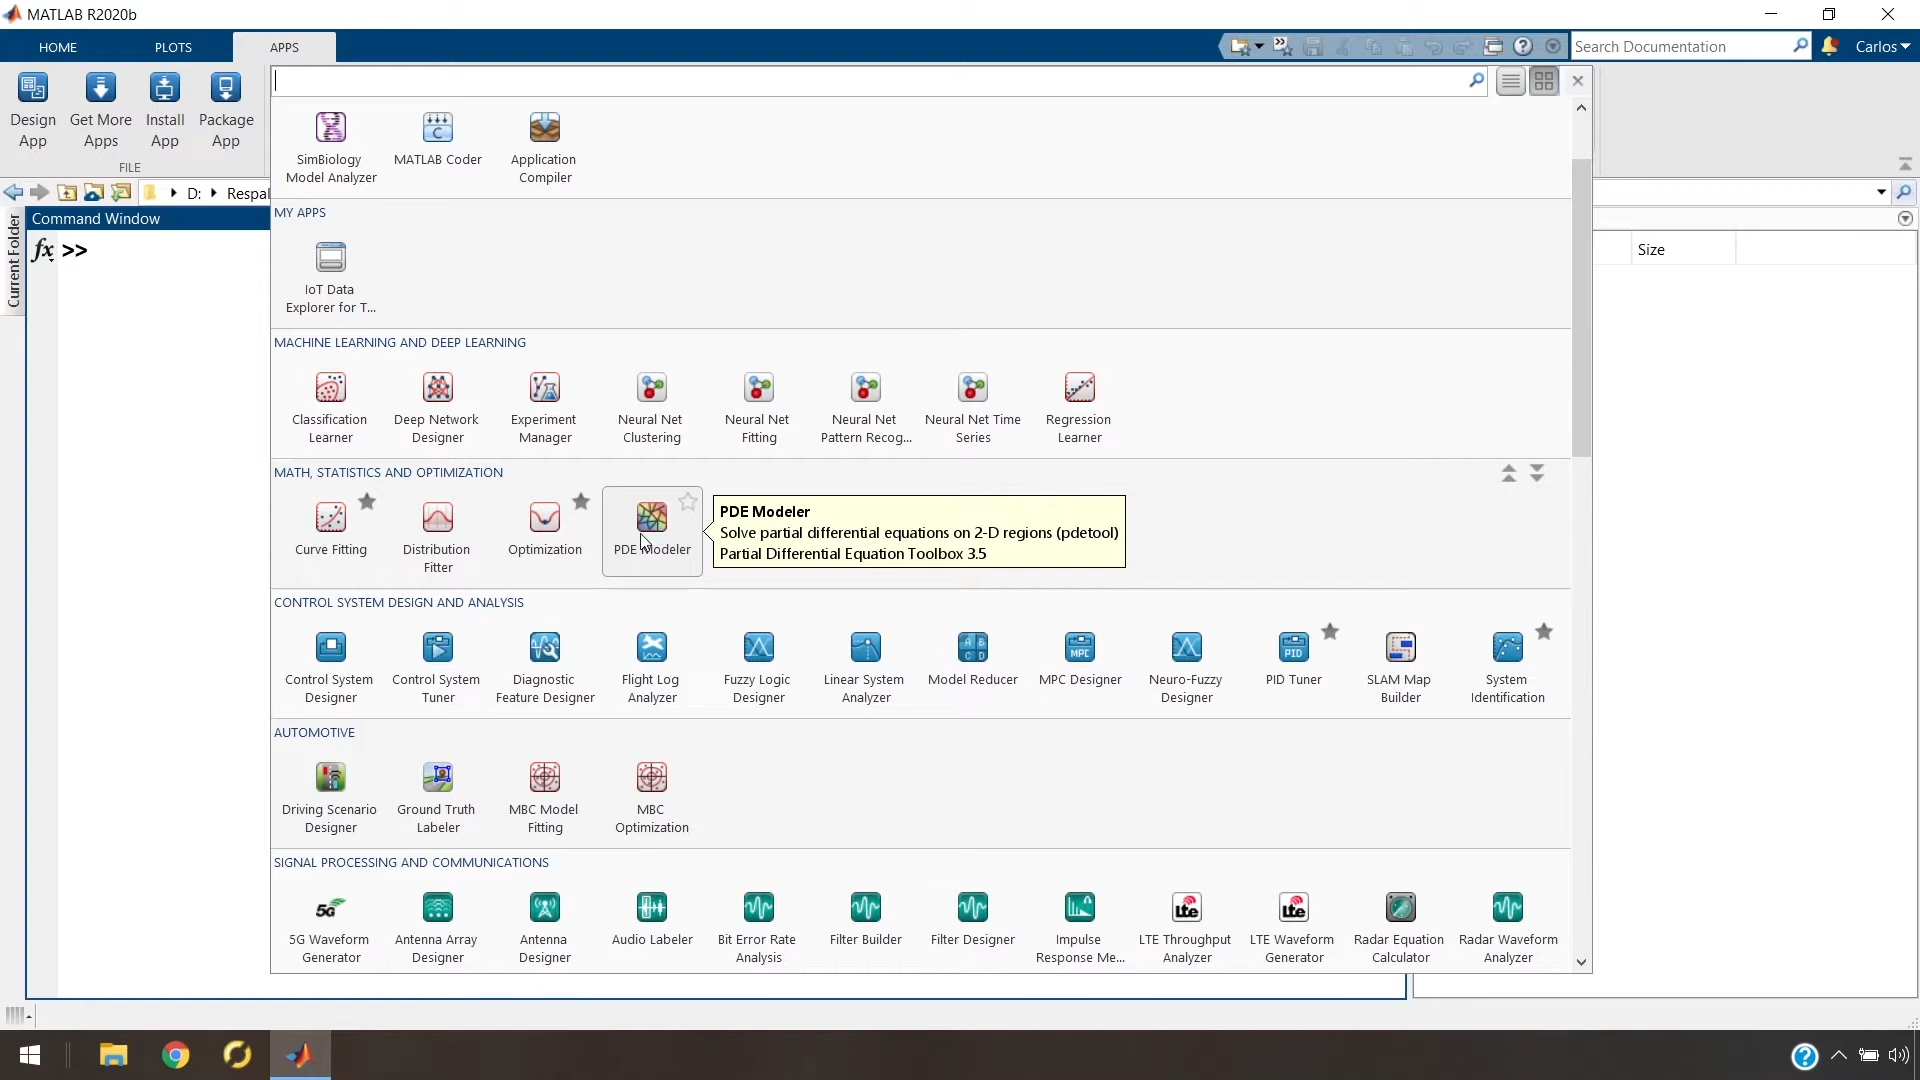 MATLAB R2020b
HOME
PLOTS
APPS
Search Documentation
Carlos
Design
App
Get More
Apps
Install
App
Package
App
FILE
D:
Respal
Current Folder
Command Window
fx >>
Size
SimBiology
Model Analyzer
MATLAB Coder
Application
Compiler
MY APPS
IoT Data
Explorer for T...
MACHINE LEARNING AND DEEP LEARNING
Classification
Learner
Deep Network
Designer
Experiment
Manager
Neural Net
Clustering
Neural Net
Fitting
Neural Net
Pattern Recog...
Neural Net Time
Series
Regression
Learner
MATH, STATISTICS AND OPTIMIZATION
Curve Fitting
Distribution
Fitter
Optimization
PDE Modeler
PDE Modeler
Solve partial differential equations on 2-D regions (pdetool)
Partial Differential Equation Toolbox 3.5
CONTROL SYSTEM DESIGN AND ANALYSIS
Control System
Designer
Control System
Tuner
Diagnostic
Feature Designer
Flight Log
Analyzer
Fuzzy Logic
Designer
Linear System
Analyzer
Model Reducer
MPC
MPC Designer
Neuro-Fuzzy
Designer
PID
PID Tuner
SLAM Map
Builder
System
Identification
AUTOMOTIVE
Driving Scenario
Designer
Ground Truth
Labeler
MBC Model
Fitting
MBC
Optimization
SIGNAL PROCESSING AND COMMUNICATIONS
5G
5G Waveform
Generator
Antenna Array
Designer
Antenna
Designer
Audio Labeler
Bit Error Rate
Analysis
Filter Builder
Filter Designer
Impulse
Response Me...
Lte
LTE Throughput
Analyzer
Lte
LTE Waveform
Generator
Radar Equation
Calculator
Radar Waveform
Analyzer